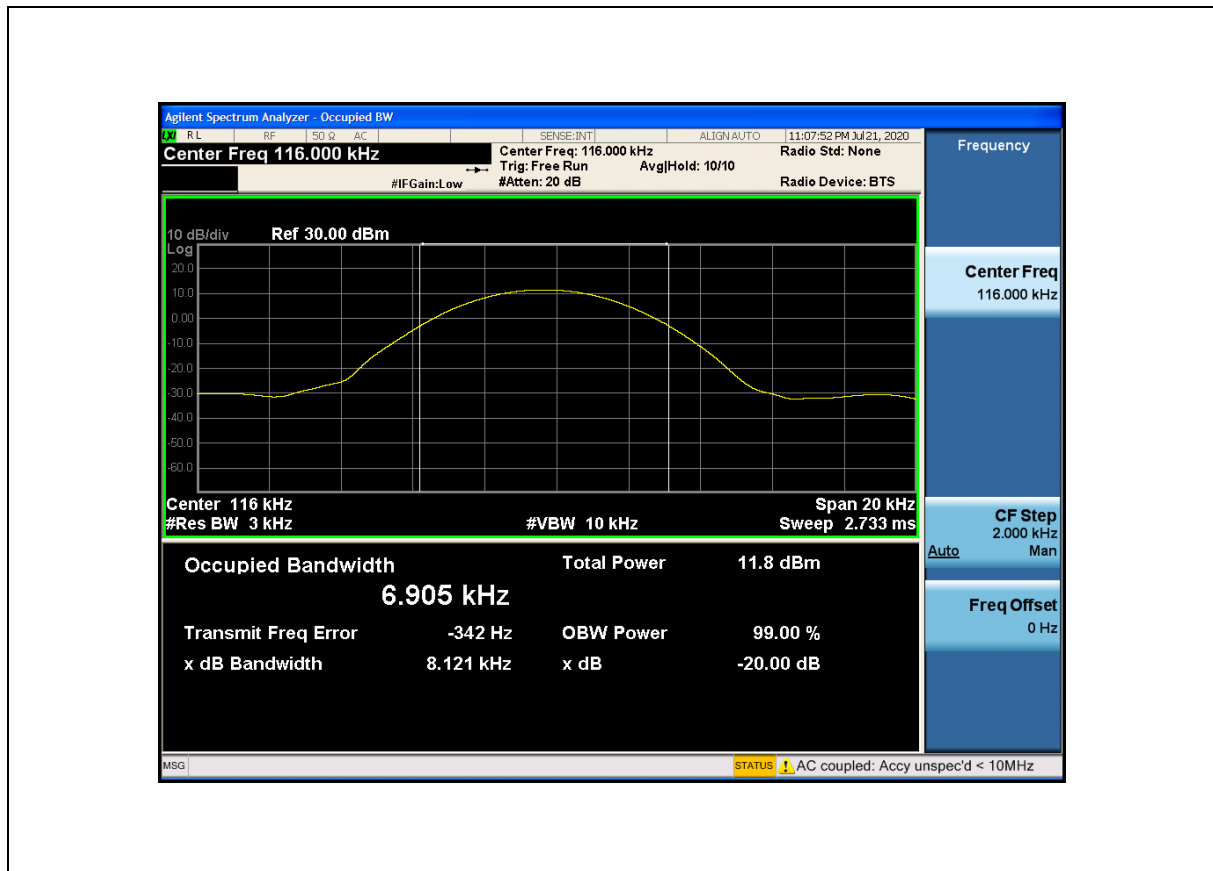 Agilent Spectrum Analyzer - Occupied BW
LXI RL RF 50 Ω AC SENSE:INT ALIGN AUTO 11:07:52 PM Jul 21, 2020
Center Freq 116.000 kHz
Center Freq: 116.000 kHz Radio Std: None
Trig: Free Run Avg|Hold: 10/10
#IFGain:Low #Atten: 20 dB Radio Device: BTS
10 dB/div Ref 30.00 dBm
Log
20.0
10.0
0.00
-10.0
-20.0
-30.0
-40.0
-50.0
-60.0
Center 116 kHz Span 20 kHz
#Res BW 3 kHz #VBW 10 kHz Sweep 2.733 ms
Occupied Bandwidth Total Power 11.8 dBm
6.905 kHz
Transmit Freq Error -342 Hz OBW Power 99.00 %
x dB Bandwidth 8.121 kHz x dB -20.00 dB
Frequency
Center Freq
116.000 kHz
CF Step
2.000 kHz
Auto Man
Freq Offset
0 Hz
MSG STATUS AC coupled: Accy unspec'd < 10MHz